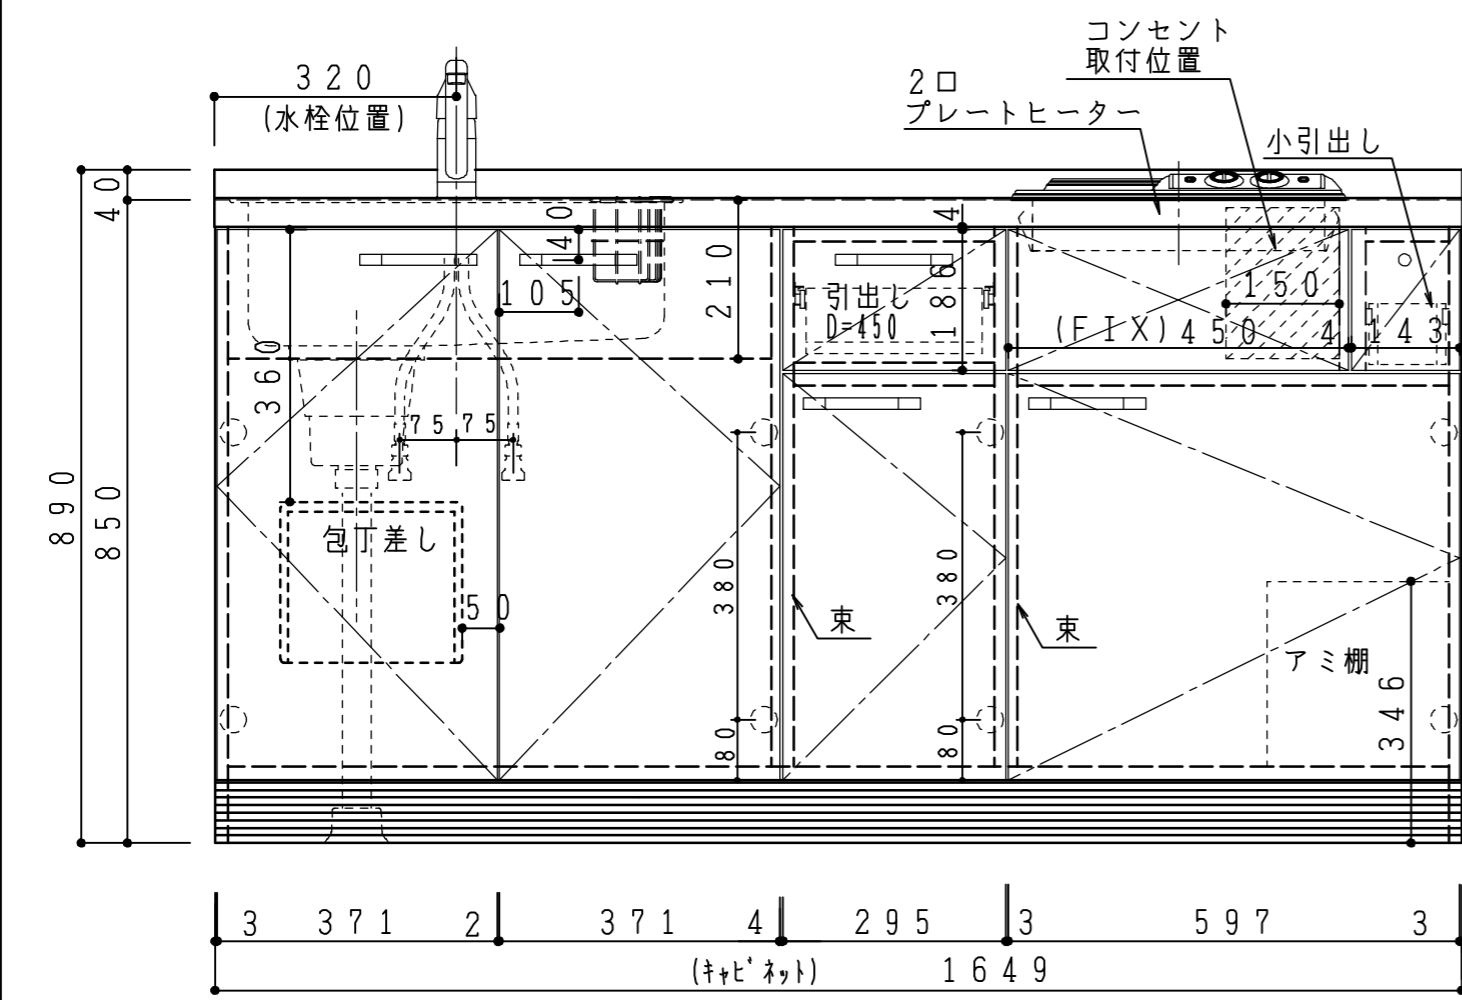 コンセント
取付位置
2口
プレートヒーター
小引出し
320
(水栓位置)
40
40
105
210
4
186
引出し
D=450
150
(FIX)450
4
143
360
75
75
890
850
包丁差し
50
380
380
束
束
アミ棚
346
80
80
3
371
2
371
4
295
3
597
3
(キャビネット)
1649